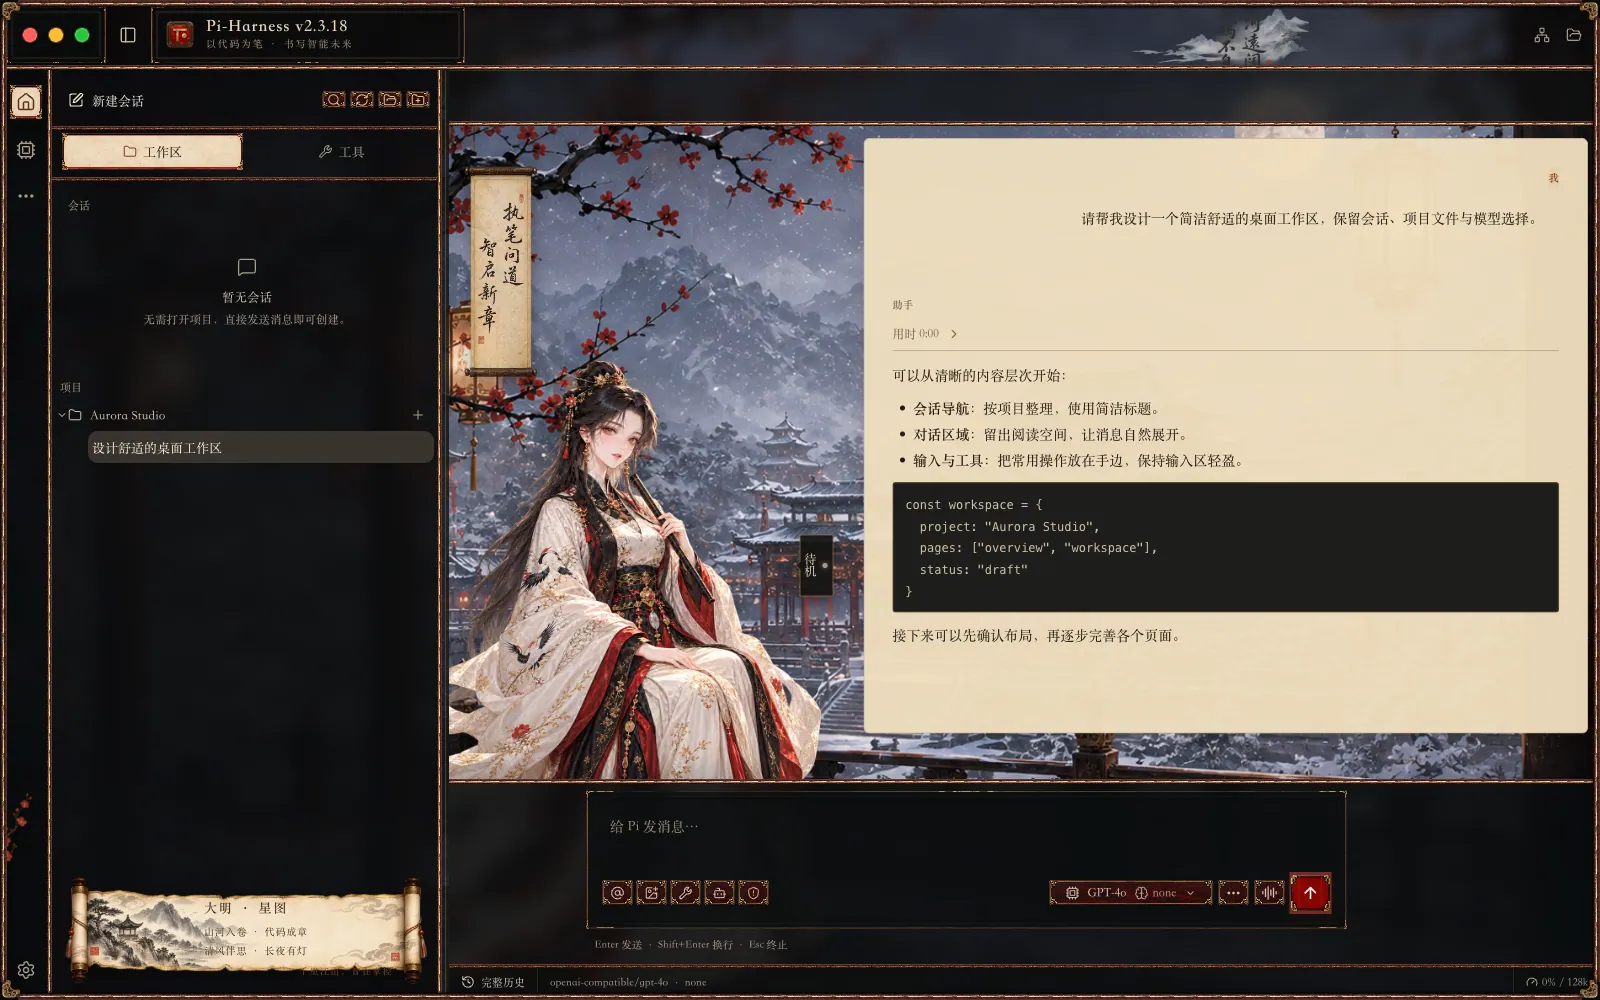 Pi-Harness v2.3.18
以代码为笔 · 书写智能未来
新建会话
工作区
工具
会话
暂无会话
无需打开项目，直接发送消息即可创建。
项目
Aurora Studio
设计舒适的桌面工作区
大明 · 星图
山河入卷 · 代码成章
清风伴思 · 长夜有灯
执笔问道
智启新章
待机
我
请帮我设计一个简洁舒适的桌面工作区，保留会话、项目文件与模型选择。
助手
用时 0:00
可以从清晰的内容层次开始：
• 会话导航：按项目整理，使用简洁标题。
• 对话区域：留出阅读空间，让消息自然展开。
• 输入与工具：把常用操作放在手边，保持输入区轻盈。
const workspace = {
  project: "Aurora Studio",
  pages: ["overview", "workspace"],
  status: "draft"
}
接下来可以先确认布局，再逐步完善各个页面。
给 Pi 发消息…
GPT-4o none
Enter 发送 · Shift+Enter 换行 · Esc 终止
完整历史
openai-compatible/gpt-4o · none
0% / 128k